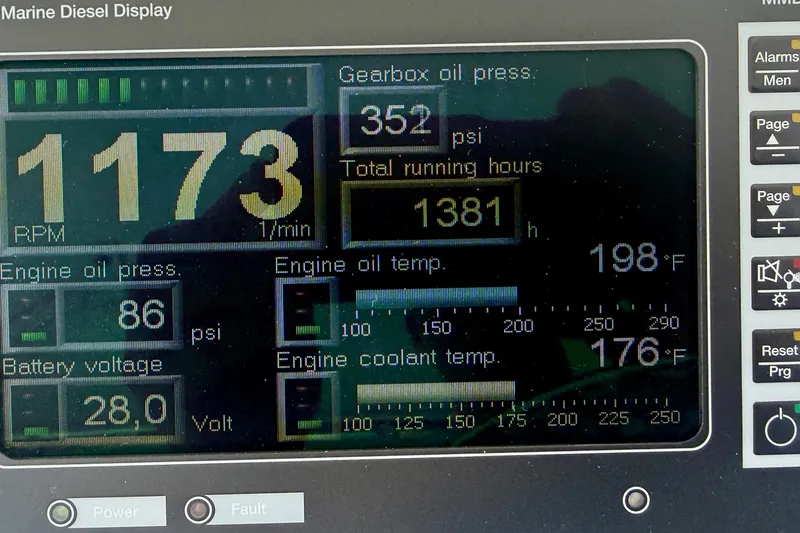 Marine Diesel Display
Gearbox oil press.
352 psi
1173
RPM 1/min
Total running hours
1381 h
Engine oil press.
86 psi
Engine oil temp.
198 °F
100 150 200 250 290
Battery voltage
28,0 Volt
Engine coolant temp.
176 °F
100 125 150 175 200 225 250
Alarms
Men
Page
−
Page
+
Reset
Prg
Power
Fault